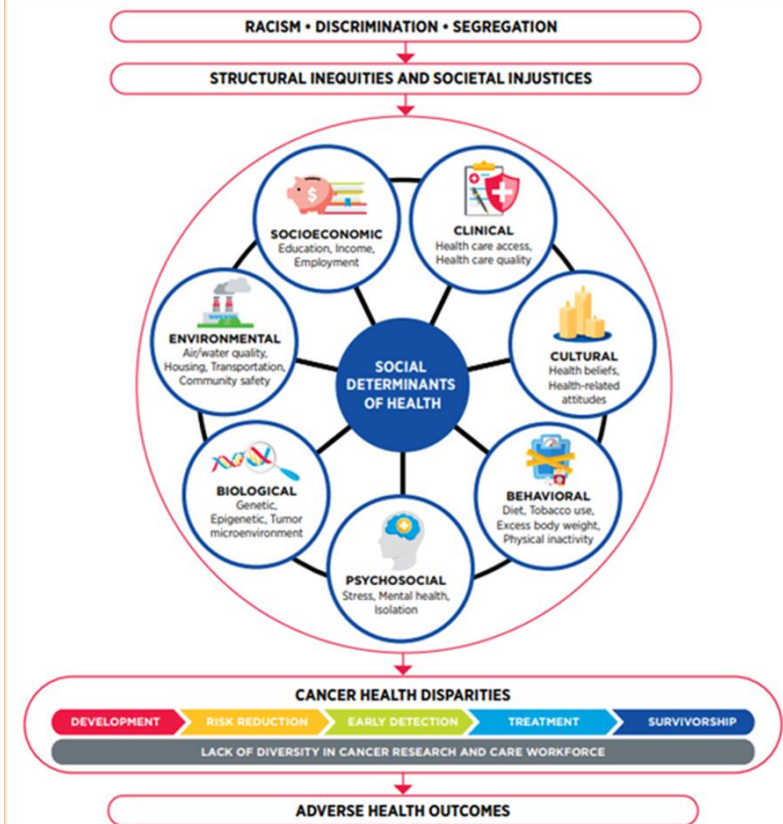 RACISM • DISCRIMINATION • SEGREGATION
STRUCTURAL INEQUITIES AND SOCIETAL INJUSTICES
$
SOCIOECONOMIC
Education, Income,
Employment
CLINICAL
Health care access,
Health care quality
ENVIRONMENTAL
Air/water quality,
Housing, Transportation,
Community safety
SOCIAL
DETERMINANTS
OF HEALTH
CULTURAL
Health beliefs,
Health-related
attitudes
BIOLOGICAL
Genetic,
Epigenetic, Tumor
microenvironment
BEHAVIORAL
Diet, Tobacco use,
Excess body weight,
Physical inactivity
PSYCHOSOCIAL
Stress, Mental health,
Isolation
CANCER HEALTH DISPARITIES
DEVELOPMENT
RISK REDUCTION
EARLY DETECTION
TREATMENT
SURVIVORSHIP
LACK OF DIVERSITY IN CANCER RESEARCH AND CARE WORKFORCE
ADVERSE HEALTH OUTCOMES